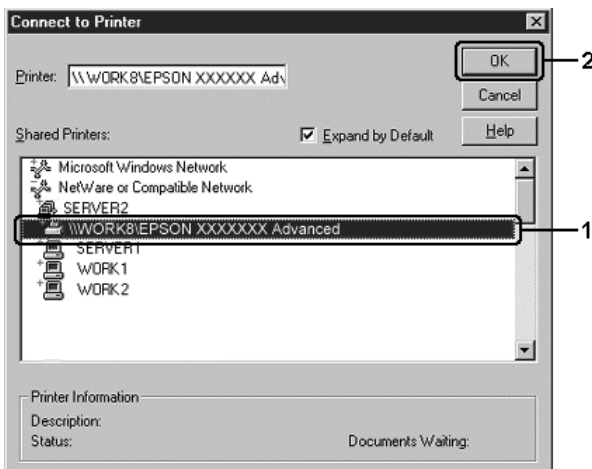 Connect to Printer
Printer: \\WORK8\EPSON XXXXXX Adv
OK
2
Cancel
Help
Shared Printers:
Expand by Default
Microsoft Windows Network
NetWare or Compatible Network
SERVER2
\\WORK8\EPSON XXXXXXX Advanced
1
SERVER1
WORK1
WORK2
Printer Information
Description:
Status:
Documents Waiting: